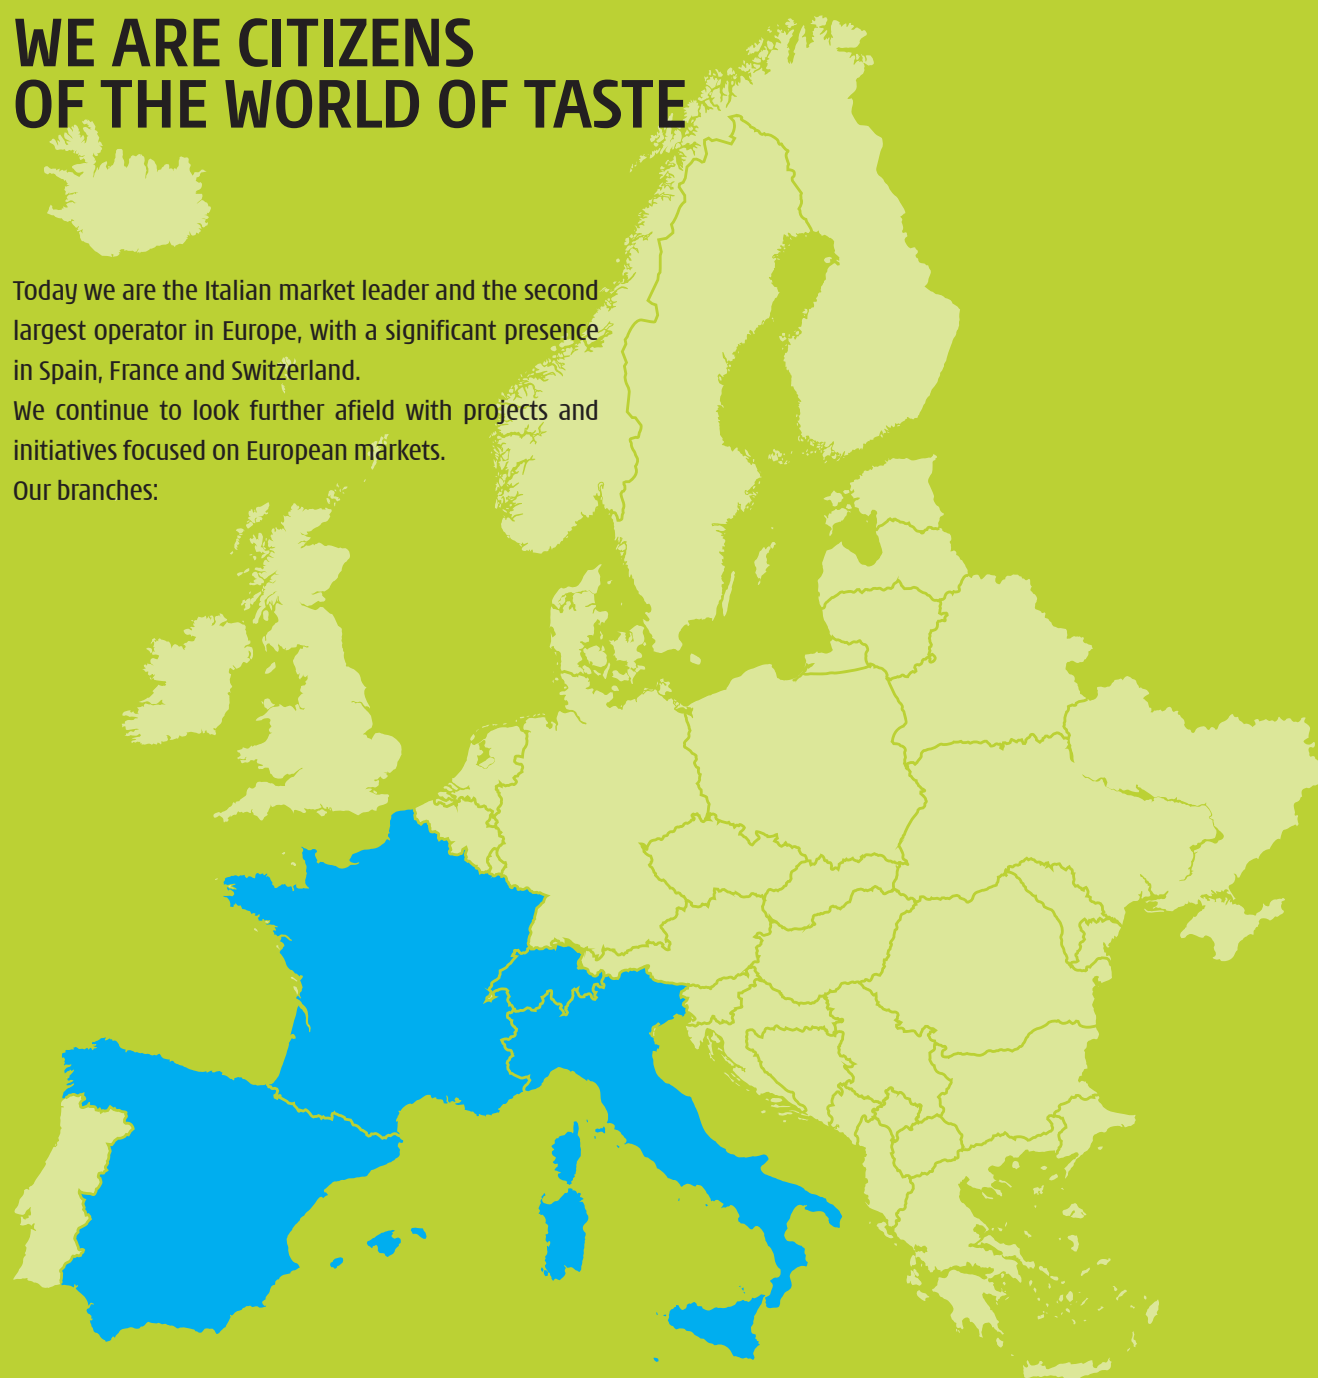 WE ARE CITIZENS
OF THE WORLD OF TASTE
Today we are the Italian market leader and the second
largest operator in Europe, with a significant presence
in Spain, France and Switzerland.
We continue to look further afield with projects and
initiatives focused on European markets.
Our branches: